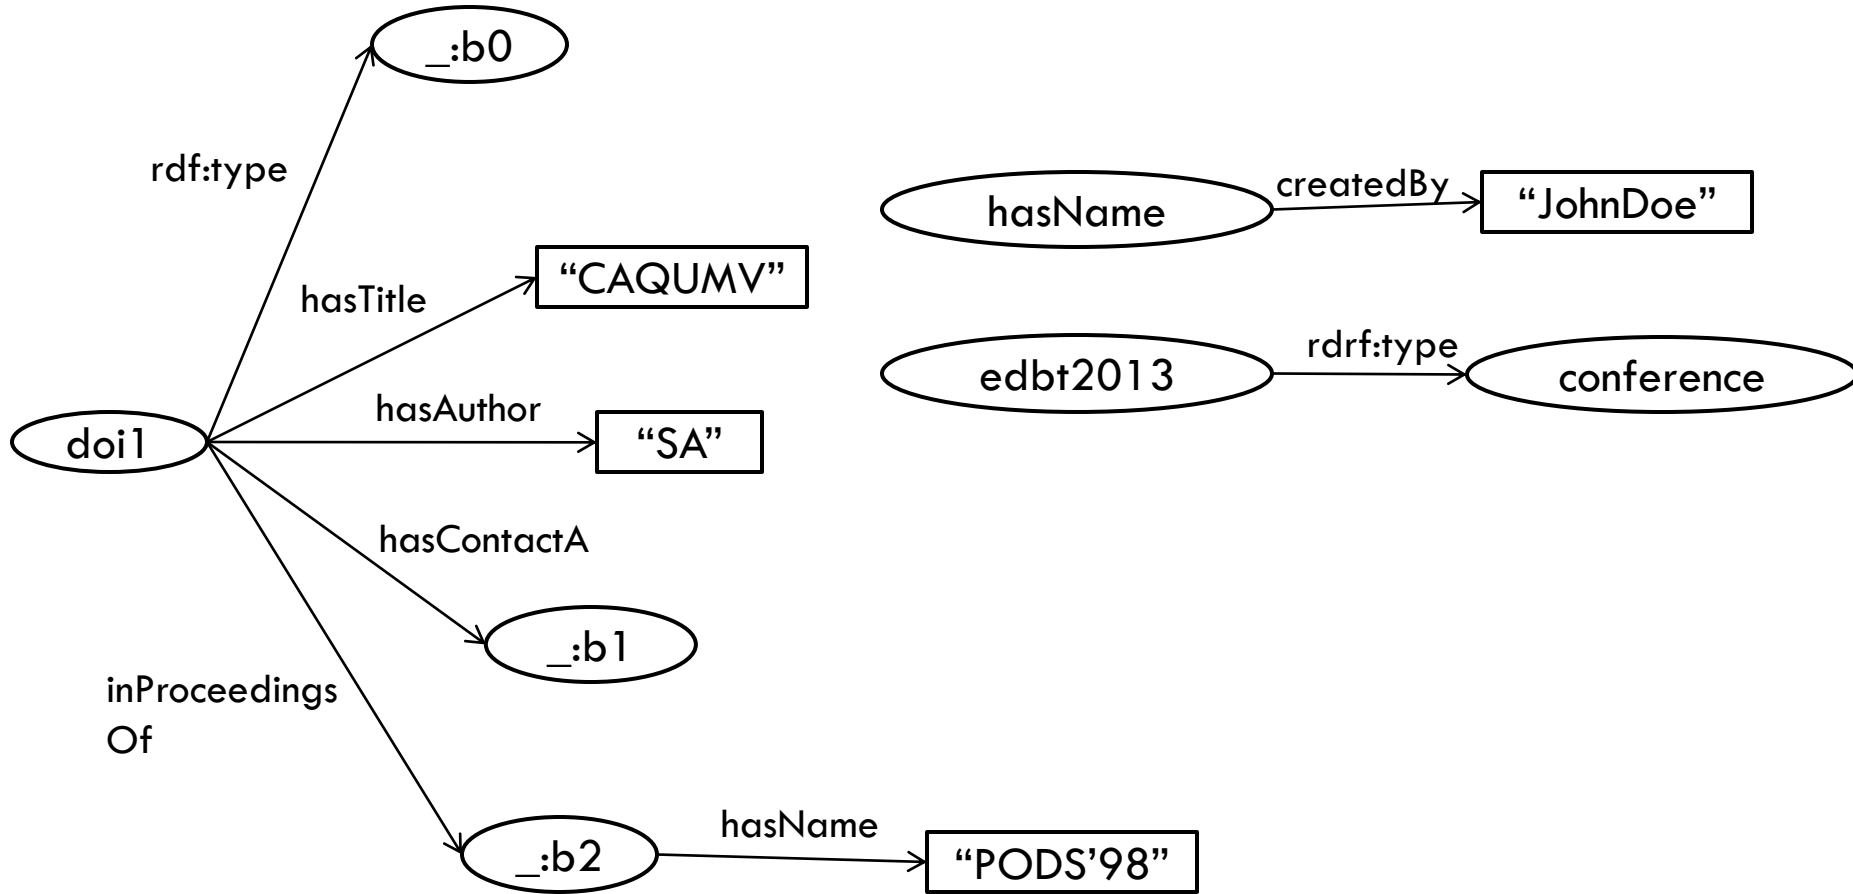 _:b0
rdf:type
createdBy
hasName
“JohnDoe”
“CAQUMV”
hasTitle
rdrf:type
edbt2013
conference
hasAuthor
doi1
“SA”
hasContactA
_:b1
inProceedings
Of
hasName
_:b2
“PODS’98”